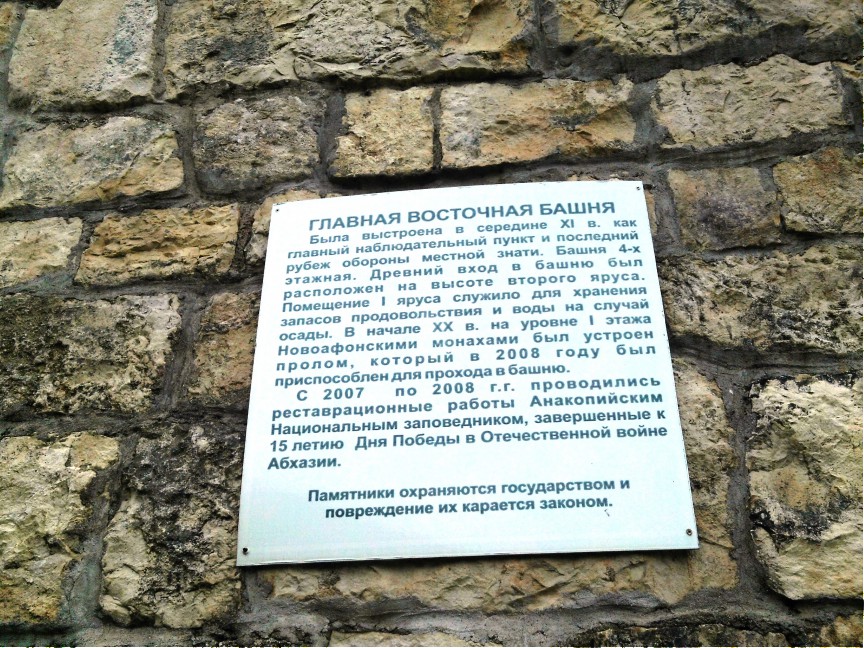 ГЛАВНАЯ ВОСТОЧНАЯ БАШНЯ
Была выстроена в середине XI в. как
главный наблюдательный пункт и последний
рубеж обороны местной знати. Башня 4-х
этажная. Древний вход в башню был
расположен на высоте второго яруса.
Помещение I яруса служило для хранения
запасов продовольствия и воды на случай
осады. В начале XX в. на уровне I этажа
Новоафонскими монахами был устроен
пролом, который в 2008 году был
приспособлен для прохода в башню.
С 2007 по 2008 г.г. проводились
реставрационные работы Анакопийским
Национальным заповедником, завершенные к
15 летию Дня Победы в Отечественной войне
Абхазии.
Памятники охраняются государством и
повреждение их карается законом.